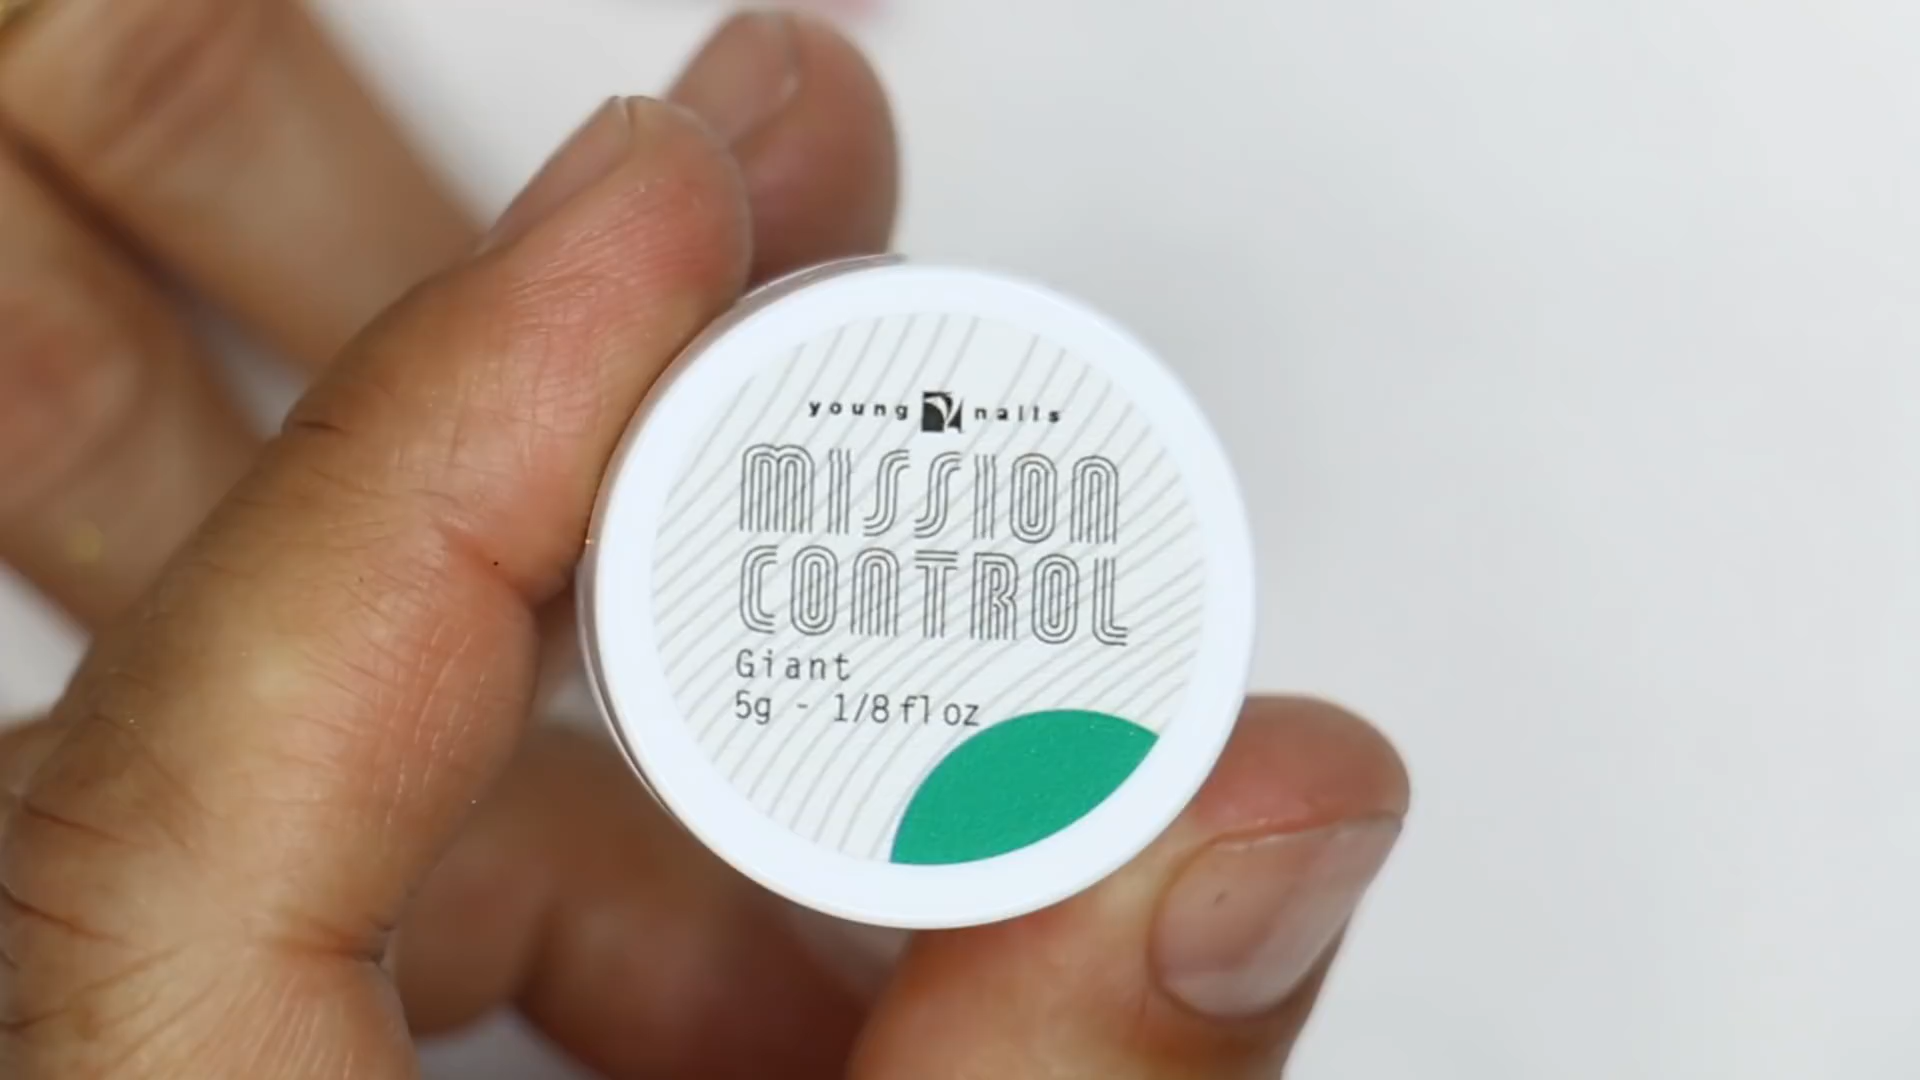 young nails
MISSION
CONTROL
Giant
5g - 1/8 fl oz